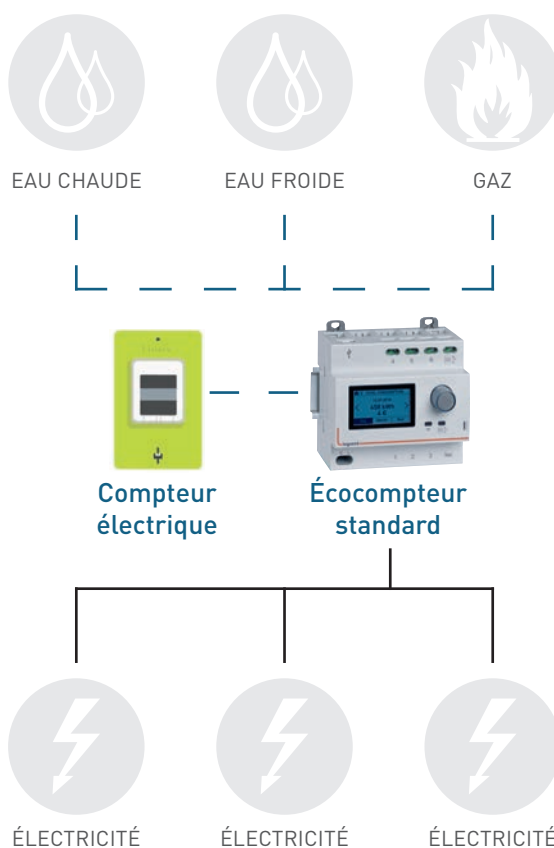 EAU CHAUDE
EAU FROIDE
GAZ
Compteur
électrique
Écocompteur
standard
ÉLECTRICITÉ
ÉLECTRICITÉ
ÉLECTRICITÉ